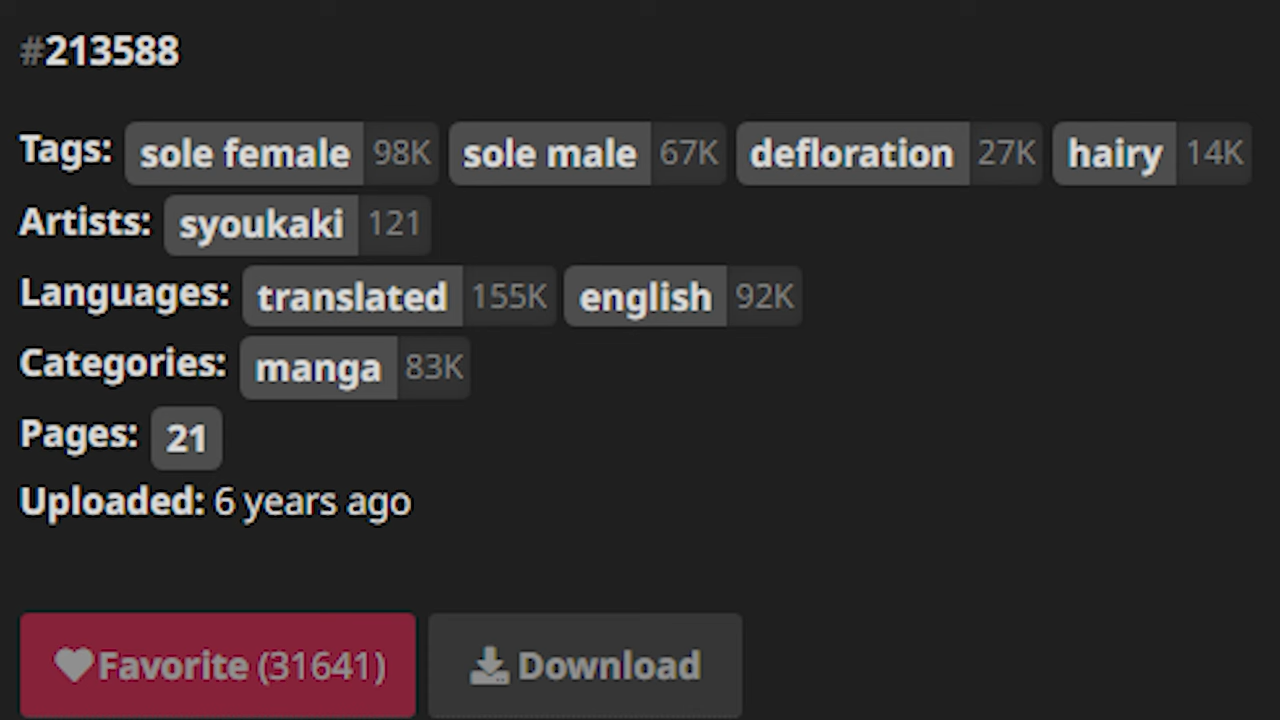 #213588
Tags: sole female 98K sole male 67K defloration 27K hairy 14K
Artists: syoukaki 121
Languages: translated 155K english 92K
Categories: manga 83K
Pages: 21
Uploaded: 6 years ago
Favorite (31641) Download